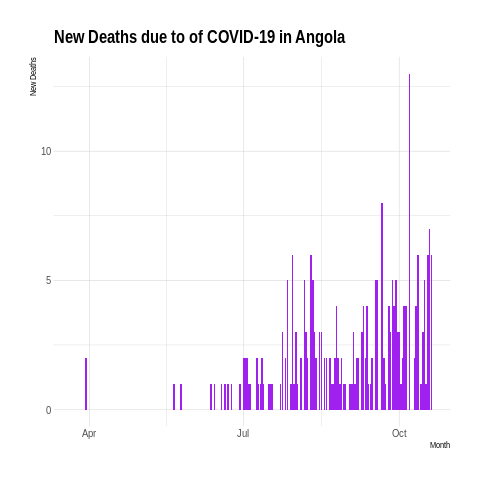 New Deaths due to of COVID-19 in Angola
New Deaths
10
5
0
Apr Jul Oct
Month